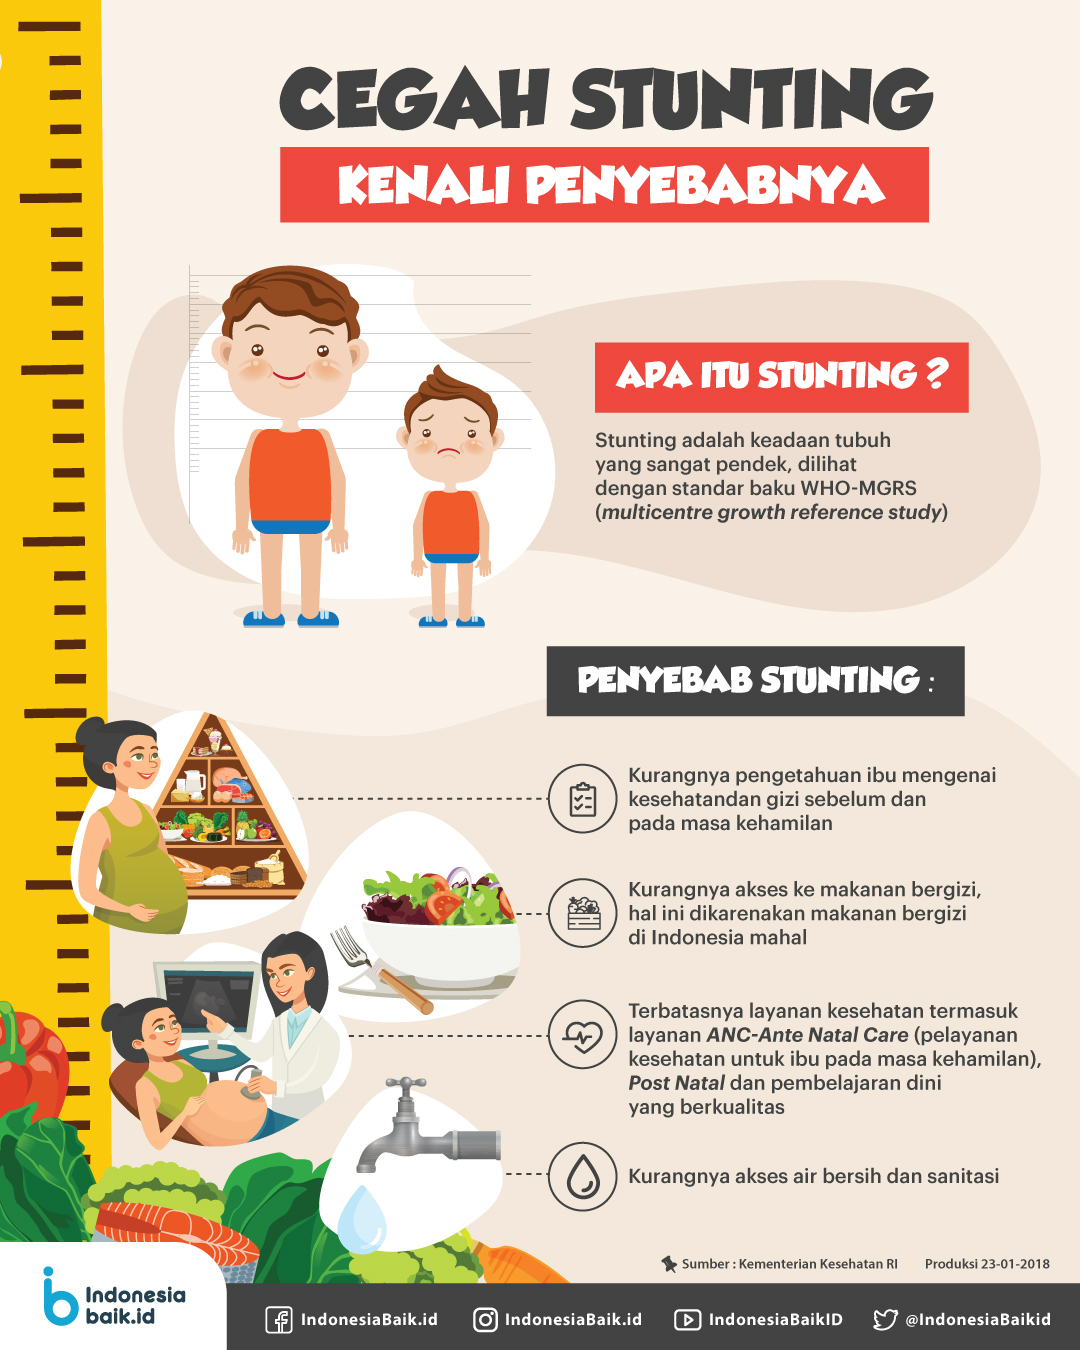 CEGAH STUNTING
KENALI PENYEBABNYA
APA ITU STUNTING ?
Stunting adalah keadaan tubuh
yang sangat pendek, dilihat
dengan standar baku WHO-MGRS
(multicentre growth reference study)
PENYEBAB STUNTING :
Kurangnya pengetahuan ibu mengenai
kesehatandan gizi sebelum dan
pada masa kehamilan
Kurangnya akses ke makanan bergizi,
hal ini dikarenakan makanan bergizi
di Indonesia mahal
Terbatasnya layanan kesehatan termasuk
layanan ANC-Ante Natal Care (pelayanan
kesehatan untuk ibu pada masa kehamilan),
Post Natal dan pembelajaran dini
yang berkualitas
Kurangnya akses air bersih dan sanitasi
Sumber : Kementerian Kesehatan RI Produksi 23-01-2018
Indonesia
baik.id
IndonesiaBaik.id IndonesiaBaik.id IndonesiaBaikID @IndonesiaBaikid